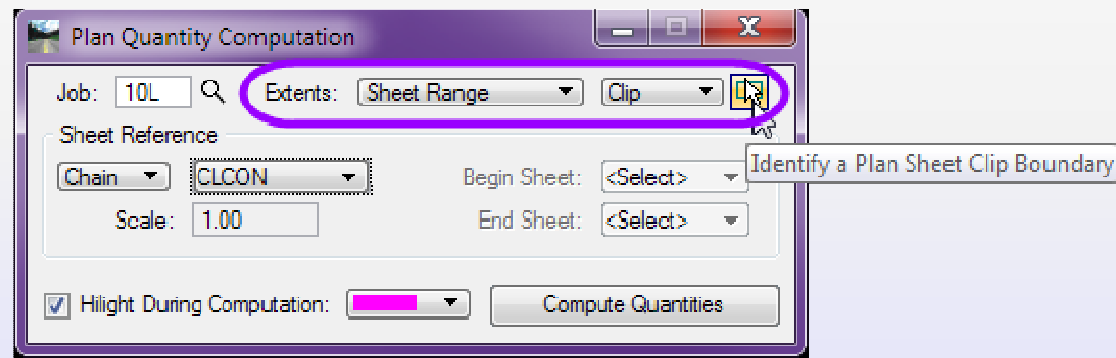 Plan Quantity Computation
Job: 10L Extents: Sheet Range Clip
Sheet Reference
Identify a Plan Sheet Clip Boundary
Chain CLCON Begin Sheet: <Select>
Scale: 1.00 End Sheet: <Select>
Hilight During Computation: Compute Quantities